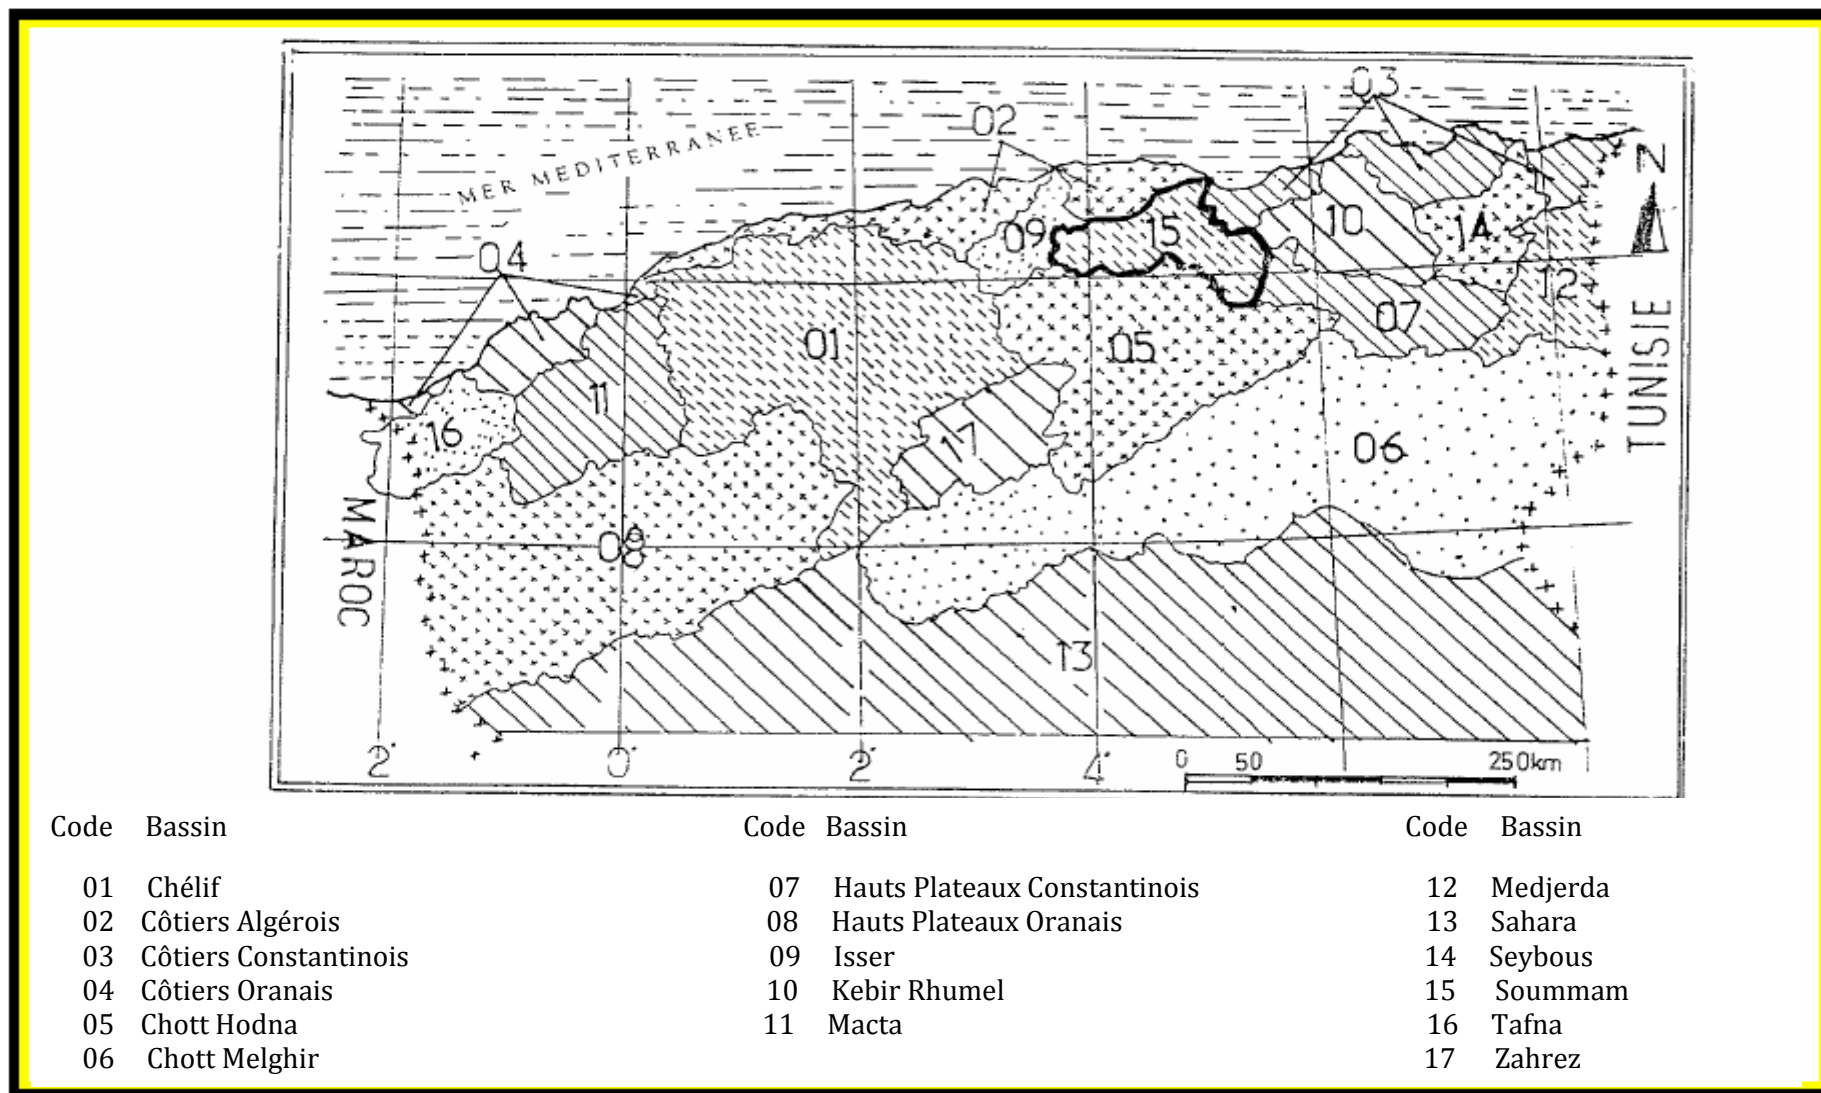 03
02
MER MEDITERRANEE
N
10
14
09
15
04
12
07
01
05
TUNISIE
11
16
17
06
MAROC
08
13
2°
0°
2°
4°
0
50
250km
Code Bassin
Code Bassin
Code Bassin
01 Chélif
07 Hauts Plateaux Constantinois
12 Medjerda
02 Côtiers Algérois
08 Hauts Plateaux Oranais
13 Sahara
03 Côtiers Constantinois
09 Isser
14 Seybous
04 Côtiers Oranais
10 Kebir Rhumel
15 Soummam
05 Chott Hodna
11 Macta
16 Tafna
06 Chott Melghir
17 Zahrez